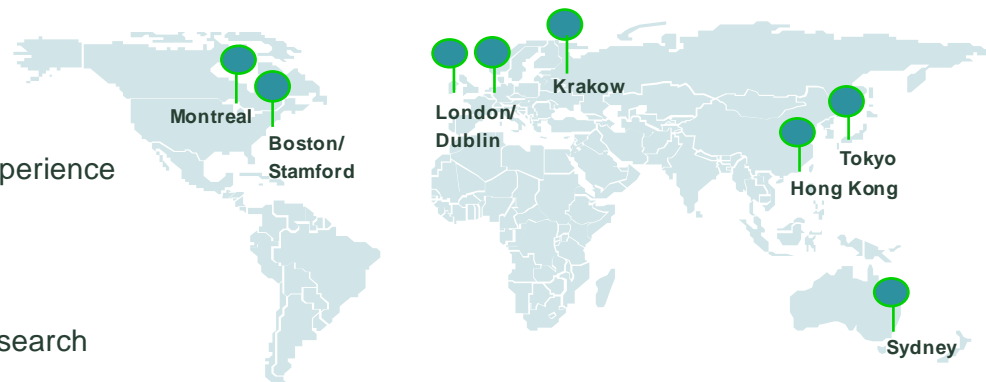 Krakow
London/
Dublin
Montreal
Boston/
Stamford
perience
Tokyo
Hong Kong
search
Sydney